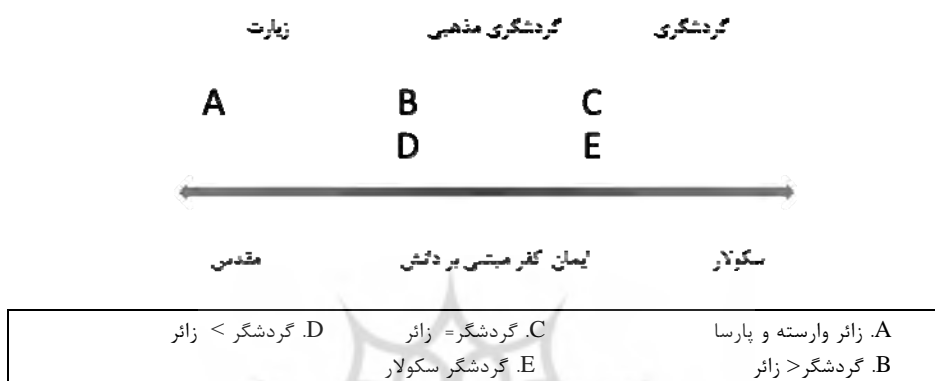 زیارت گردشگری مذهبی گردشگری
A B C
D E
مقدس ایمان کفر مبتنی بر دانش سکولار
A. زائر وارسته و پارسا C. گردشگر= زائر D. گردشگر > زائر
B. گردشگر< زائر E. گردشگر سکولار